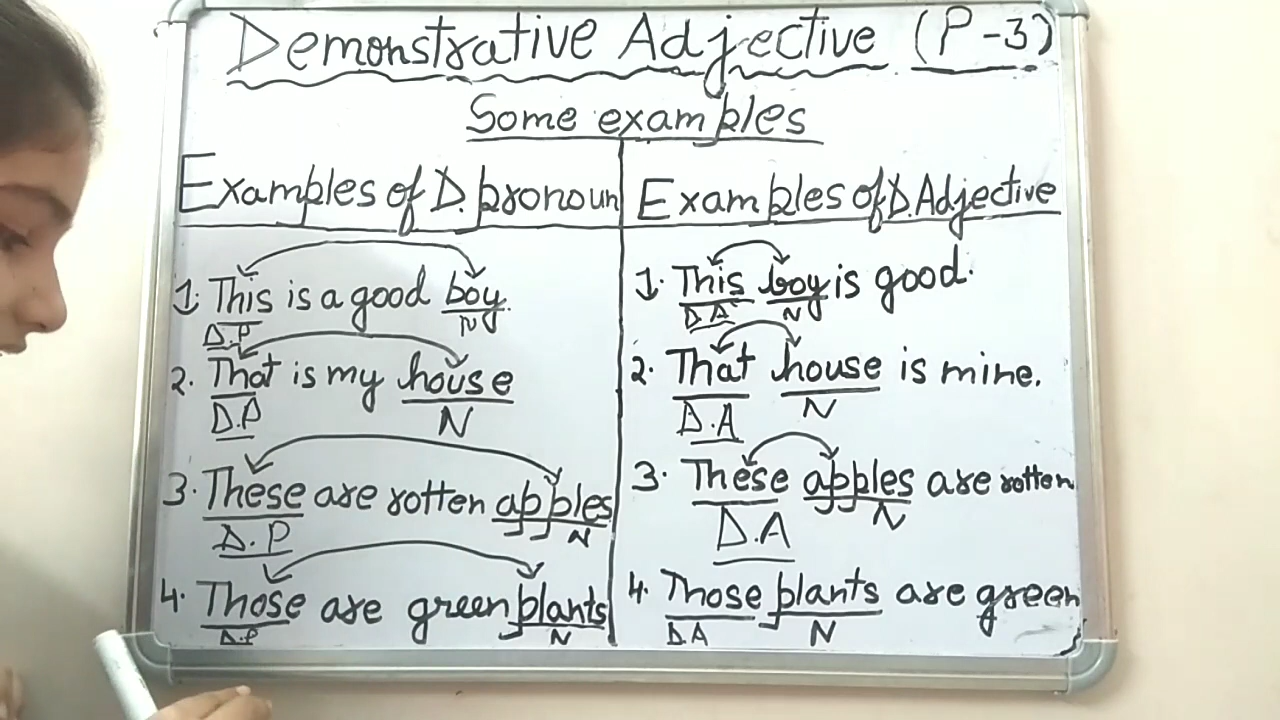 Demonstrative Adjective (P-3)
Some examples
Examples of D. pronoun
1. This is a good boy.
D.P N
2. That is my house
D.P N
3. These are rotten apples
D.P N
4. Those are green plants
D.P N
Examples of D. Adjective
1. This boy is good.
D A N
2. That house is mine.
D.A N
3. These apples are rotten
D.A N
4. Those plants are green
D.A N